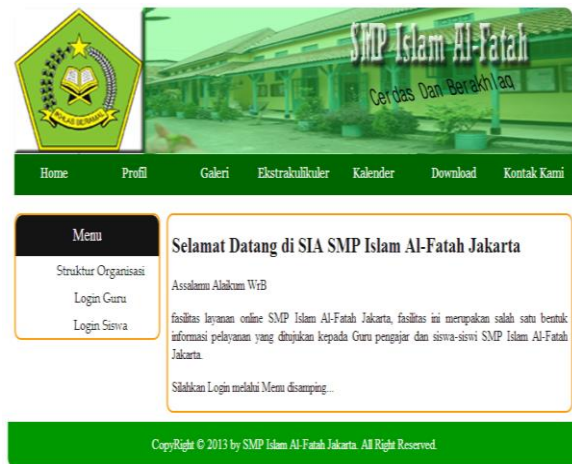 SMP Islam Al-Fatah
Cerdas Dan Berakhlaq
IKHLAS BERAMAL
Home Profil Galeri Ekstrakulikuler Kalender Download Kontak Kami
Menu
Struktur Organisasi
Login Guru
Login Siswa
Selamat Datang di SIA SMP Islam Al-Fatah Jakarta
Assalamu Alaikum WrB
fasilitas layanan online SMP Islam Al-Fatah Jakarta, fasilitas ini merupakan salah satu bentuk
informasi pelayanan yang ditujukan kepada Guru pengajar dan siswa-siswi SMP Islam Al-Fatah
Jakarta.
Silahkan Login melalui Menu disamping...
CopyRight © 2013 by SMP Islam Al-Fatah Jakarta. All Right Reserved.